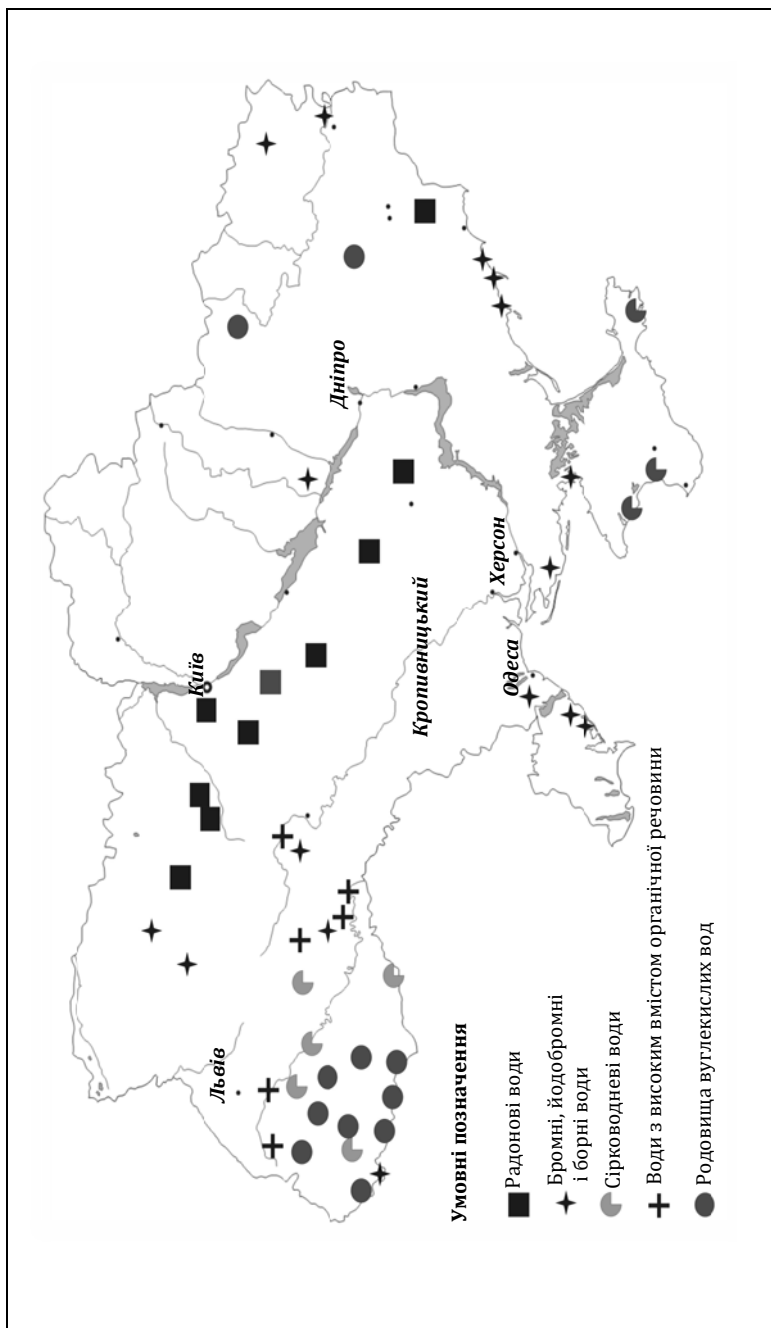 Київ
Львів
Дніпро
Кропивницький
Херсон
Одеса
Умовні позначення
Радонові води
Бромні, йодобромні
і борні води
Сірководневі води
Води з високим вмістом органічної речовини
Родовища вуглекислих вод